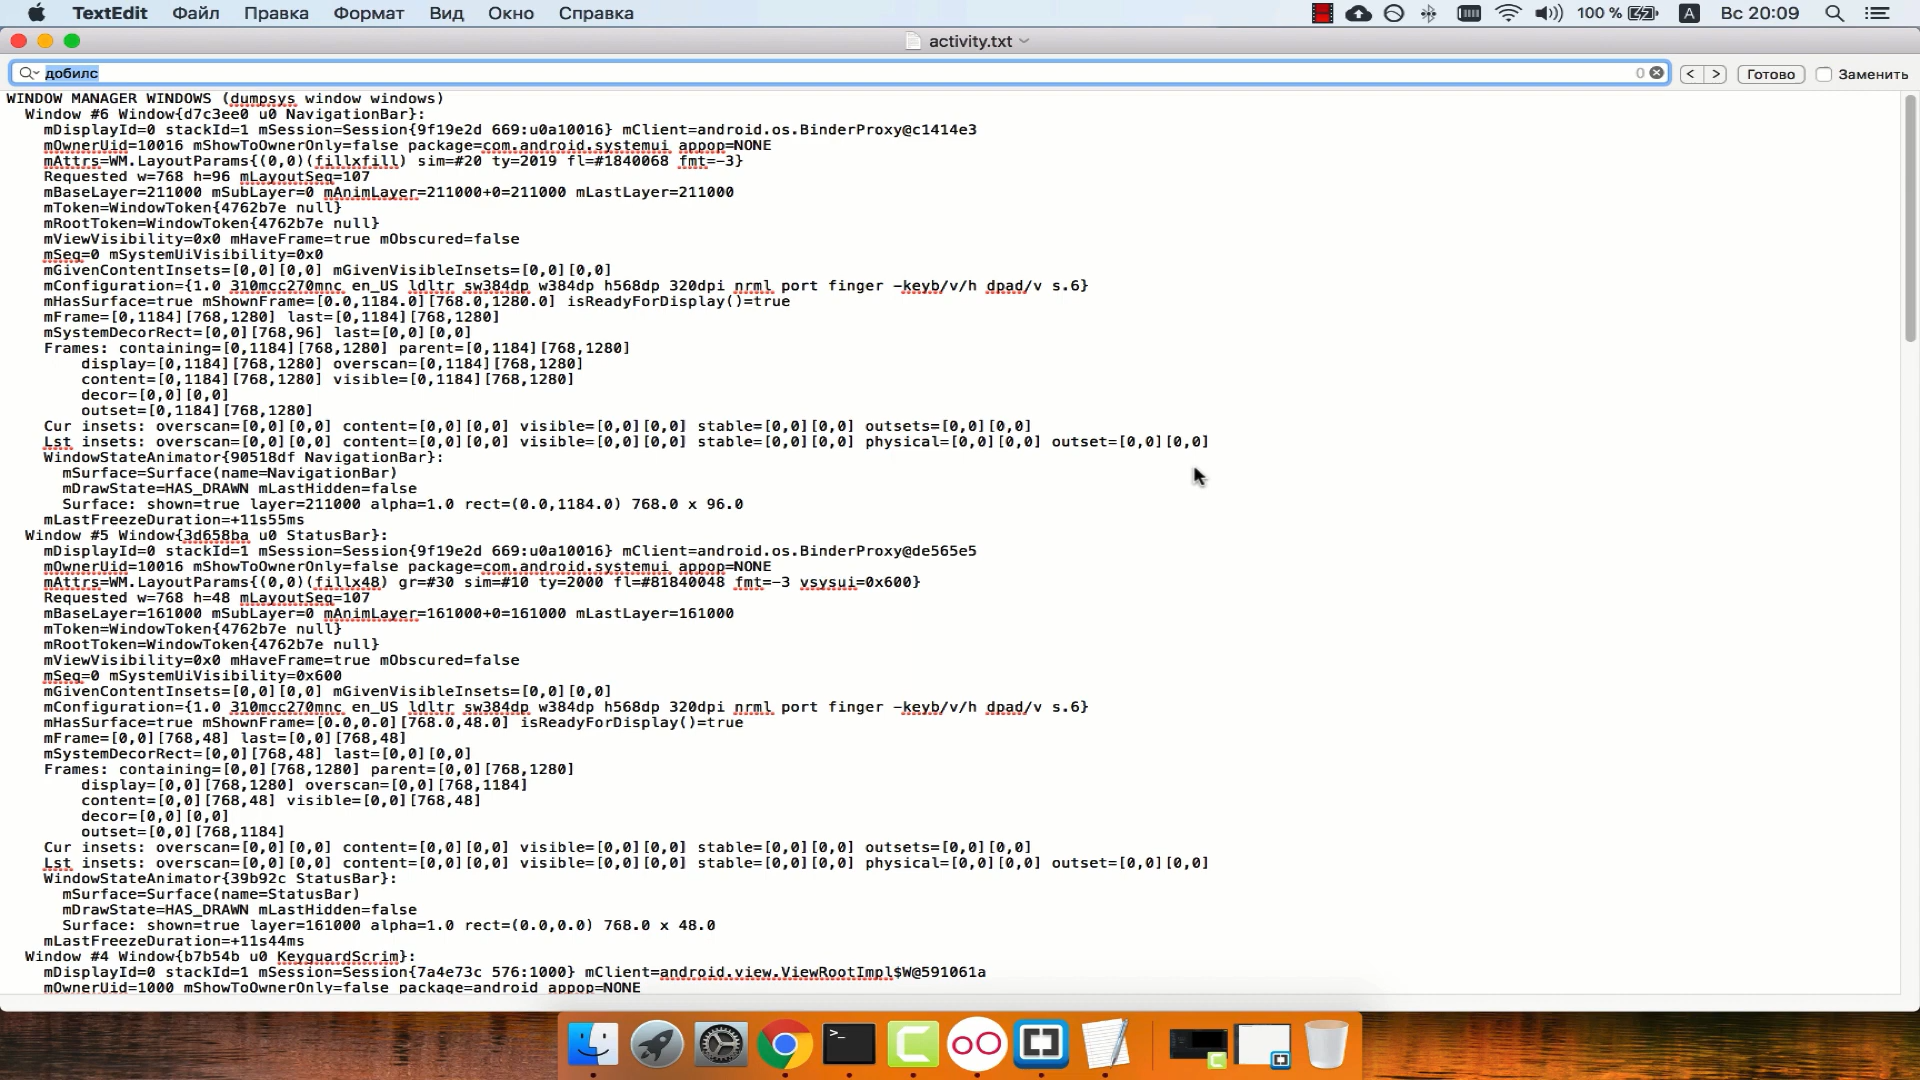 TextEdit Файл Правка Формат Вид Окно Справка 100 % A Вс 20:09
activity.txt
добилс 0 < > Готово Заменить
WINDOW MANAGER WINDOWS (dumpsys window windows)
Window #6 Window{d7c3ee0 u0 NavigationBar}:
mDisplayId=0 stackId=1 mSession=Session{9f19e2d 669:u0a10016} mClient=android.os.BinderProxy@c1414e3
mOwnerUid=10016 mShowToOwnerOnly=false package=com.android.systemui appop=NONE
mAttrs=WM.LayoutParams{(0,0)(fillxfill) sim=#20 ty=2019 fl=#1840068 fmt=-3}
Requested w=768 h=96 mLayoutSeq=107
mBaseLayer=211000 mSubLayer=0 mAnimLayer=211000+0=211000 mLastLayer=211000
mToken=WindowToken{4762b7e null}
mRootToken=WindowToken{4762b7e null}
mViewVisibility=0x0 mHaveFrame=true mObscured=false
mSeq=0 mSystemUiVisibility=0x0
mGivenContentInsets=[0,0][0,0] mGivenVisibleInsets=[0,0][0,0]
mConfiguration={1.0 310mcc270mnc en_US ldltr sw384dp w384dp h568dp 320dpi nrml port finger -keyb/v/h dpad/v s.6}
mHasSurface=true mShownFrame=[0.0,1184.0][768.0,1280.0] isReadyForDisplay()=true
mFrame=[0,1184][768,1280] last=[0,1184][768,1280]
mSystemDecorRect=[0,0][768,96] last=[0,0][0,0]
Frames: containing=[0,1184][768,1280] parent=[0,1184][768,1280]
display=[0,1184][768,1280] overscan=[0,1184][768,1280]
content=[0,1184][768,1280] visible=[0,1184][768,1280]
decor=[0,0][0,0]
outset=[0,1184][768,1280]
Cur insets: overscan=[0,0][0,0] content=[0,0][0,0] visible=[0,0][0,0] stable=[0,0][0,0] outsets=[0,0][0,0]
Lst insets: overscan=[0,0][0,0] content=[0,0][0,0] visible=[0,0][0,0] stable=[0,0][0,0] physical=[0,0][0,0] outset=[0,0][0,0]
WindowStateAnimator{90518df NavigationBar}:
mSurface=Surface(name=NavigationBar)
mDrawState=HAS_DRAWN mLastHidden=false
Surface: shown=true layer=211000 alpha=1.0 rect=(0.0,1184.0) 768.0 x 96.0
mLastFreezeDuration=+11s55ms
Window #5 Window{3d658ba u0 StatusBar}:
mDisplayId=0 stackId=1 mSession=Session{9f19e2d 669:u0a10016} mClient=android.os.BinderProxy@de565e5
mOwnerUid=10016 mShowToOwnerOnly=false package=com.android.systemui appop=NONE
mAttrs=WM.LayoutParams{(0,0)(fillx48) gr=#30 sim=#10 ty=2000 fl=#81840048 fmt=-3 vsysui=0x600}
Requested w=768 h=48 mLayoutSeq=107
mBaseLayer=161000 mSubLayer=0 mAnimLayer=161000+0=161000 mLastLayer=161000
mToken=WindowToken{4762b7e null}
mRootToken=WindowToken{4762b7e null}
mViewVisibility=0x0 mHaveFrame=true mObscured=false
mSeq=0 mSystemUiVisibility=0x600
mGivenContentInsets=[0,0][0,0] mGivenVisibleInsets=[0,0][0,0]
mConfiguration={1.0 310mcc270mnc en_US ldltr sw384dp w384dp h568dp 320dpi nrml port finger -keyb/v/h dpad/v s.6}
mHasSurface=true mShownFrame=[0.0,0.0][768.0,48.0] isReadyForDisplay()=true
mFrame=[0,0][768,48] last=[0,0][768,48]
mSystemDecorRect=[0,0][768,48] last=[0,0][0,0]
Frames: containing=[0,0][768,1280] parent=[0,0][768,1280]
display=[0,0][768,1280] overscan=[0,0][768,1184]
content=[0,0][768,48] visible=[0,0][768,48]
decor=[0,0][0,0]
outset=[0,0][768,1184]
Cur insets: overscan=[0,0][0,0] content=[0,0][0,0] visible=[0,0][0,0] stable=[0,0][0,0] outsets=[0,0][0,0]
Lst insets: overscan=[0,0][0,0] content=[0,0][0,0] visible=[0,0][0,0] stable=[0,0][0,0] physical=[0,0][0,0] outset=[0,0][0,0]
WindowStateAnimator{39b92c StatusBar}:
mSurface=Surface(name=StatusBar)
mDrawState=HAS_DRAWN mLastHidden=false
Surface: shown=true layer=161000 alpha=1.0 rect=(0.0,0.0) 768.0 x 48.0
mLastFreezeDuration=+11s44ms
Window #4 Window{b7b54b u0 KeyguardScrim}:
mDisplayId=0 stackId=1 mSession=Session{7a4e73c 576:1000} mClient=android.view.ViewRootImpl$W@591061a
mOwnerUid=1000 mShowToOwnerOnly=false package=android appop=NONE